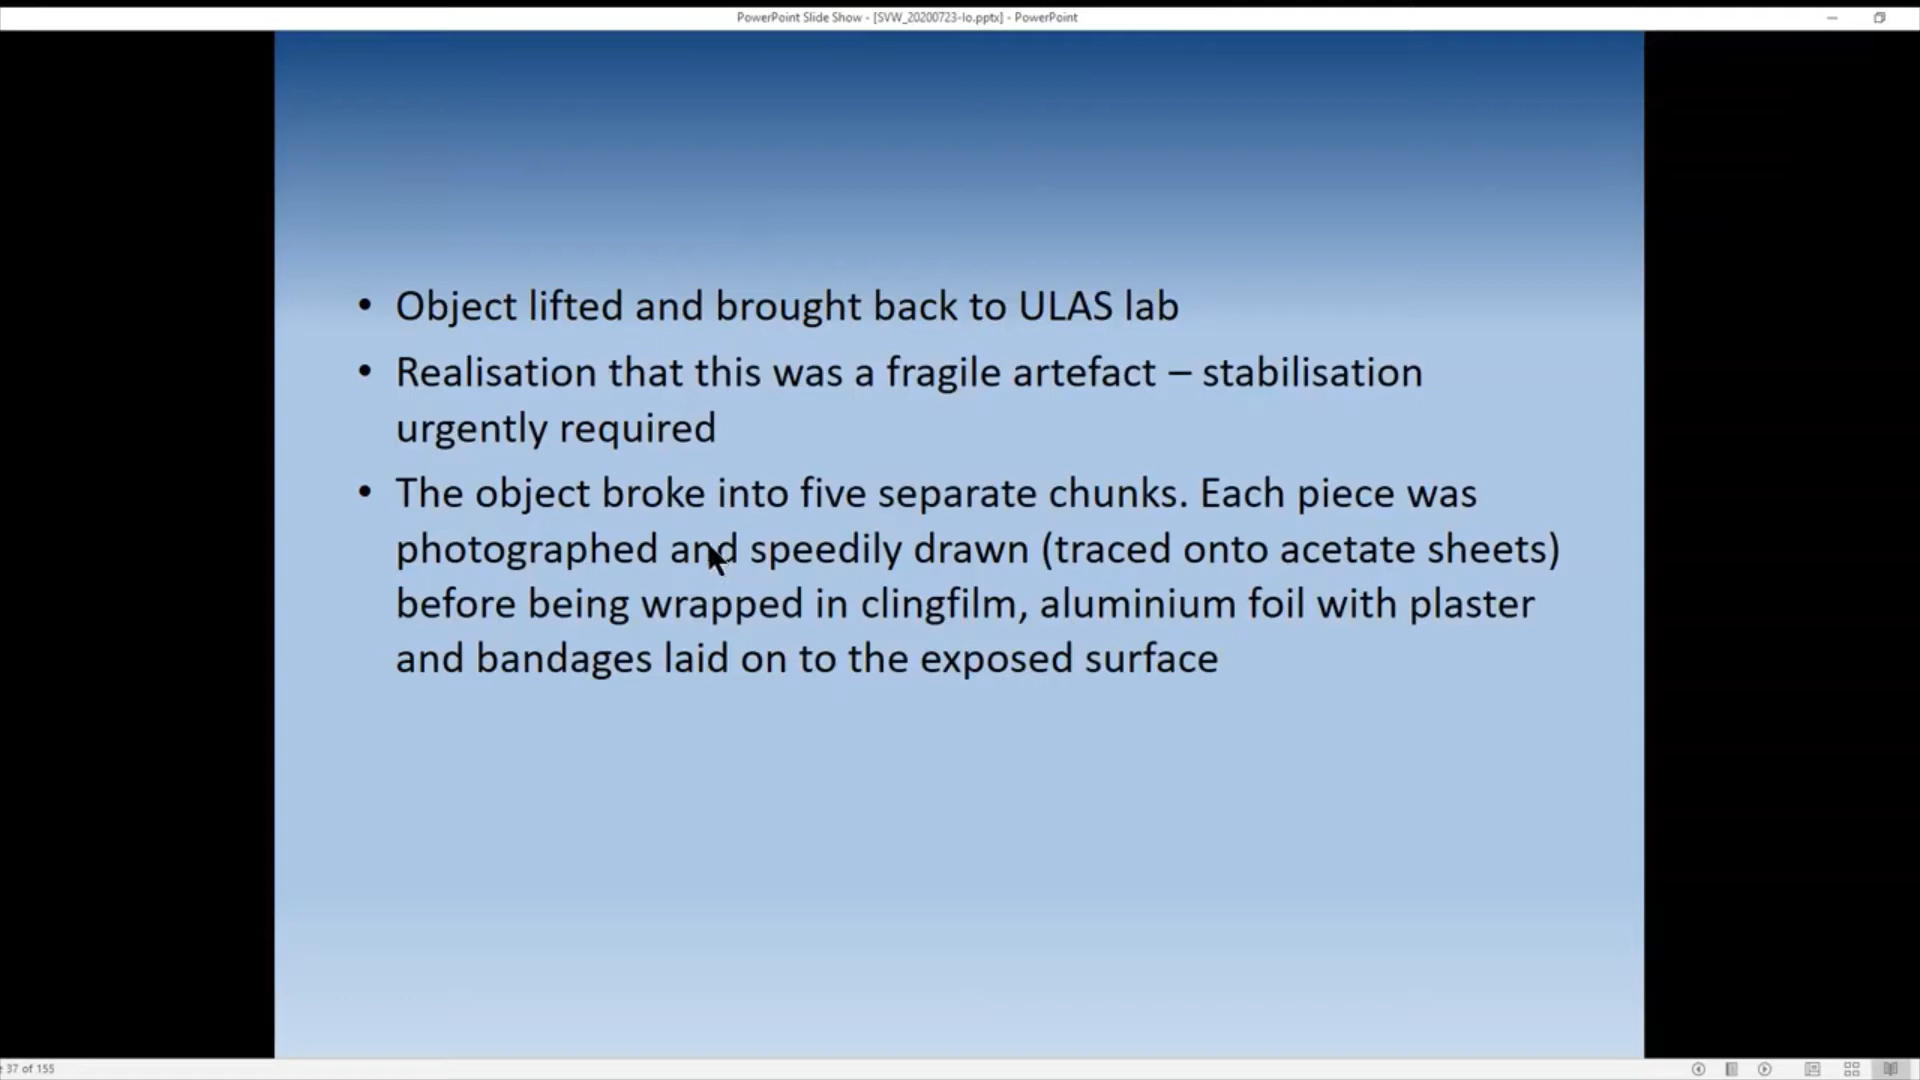 PowerPoint Slide Show - [SVW_20200723-lo.pptx] - PowerPoint
• Object lifted and brought back to ULAS lab
• Realisation that this was a fragile artefact – stabilisation
urgently required
• The object broke into five separate chunks. Each piece was
photographed and speedily drawn (traced onto acetate sheets)
before being wrapped in clingfilm, aluminium foil with plaster
and bandages laid on to the exposed surface
37 of 155